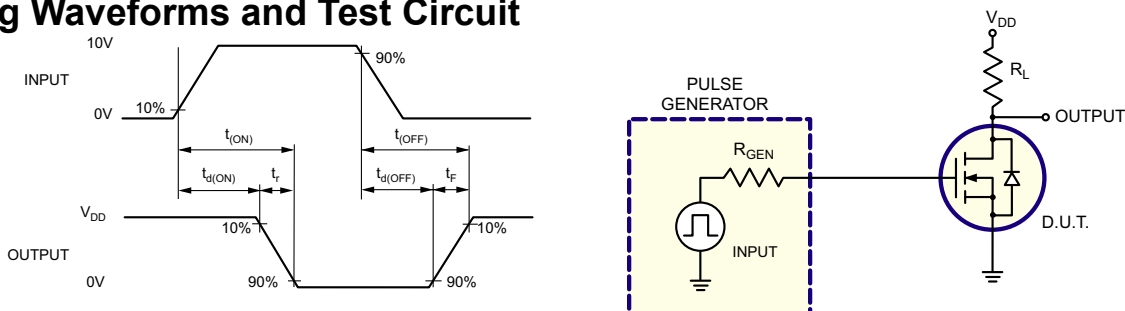 g Waveforms and Test Circuit
10V
INPUT
0V
10%
90%
t(ON)
t(OFF)
td(ON)
tr
td(OFF)
tF
VDD
10%
10%
OUTPUT
0V
90%
90%
VDD
RL
OUTPUT
PULSE
GENERATOR
RGEN
INPUT
D.U.T.